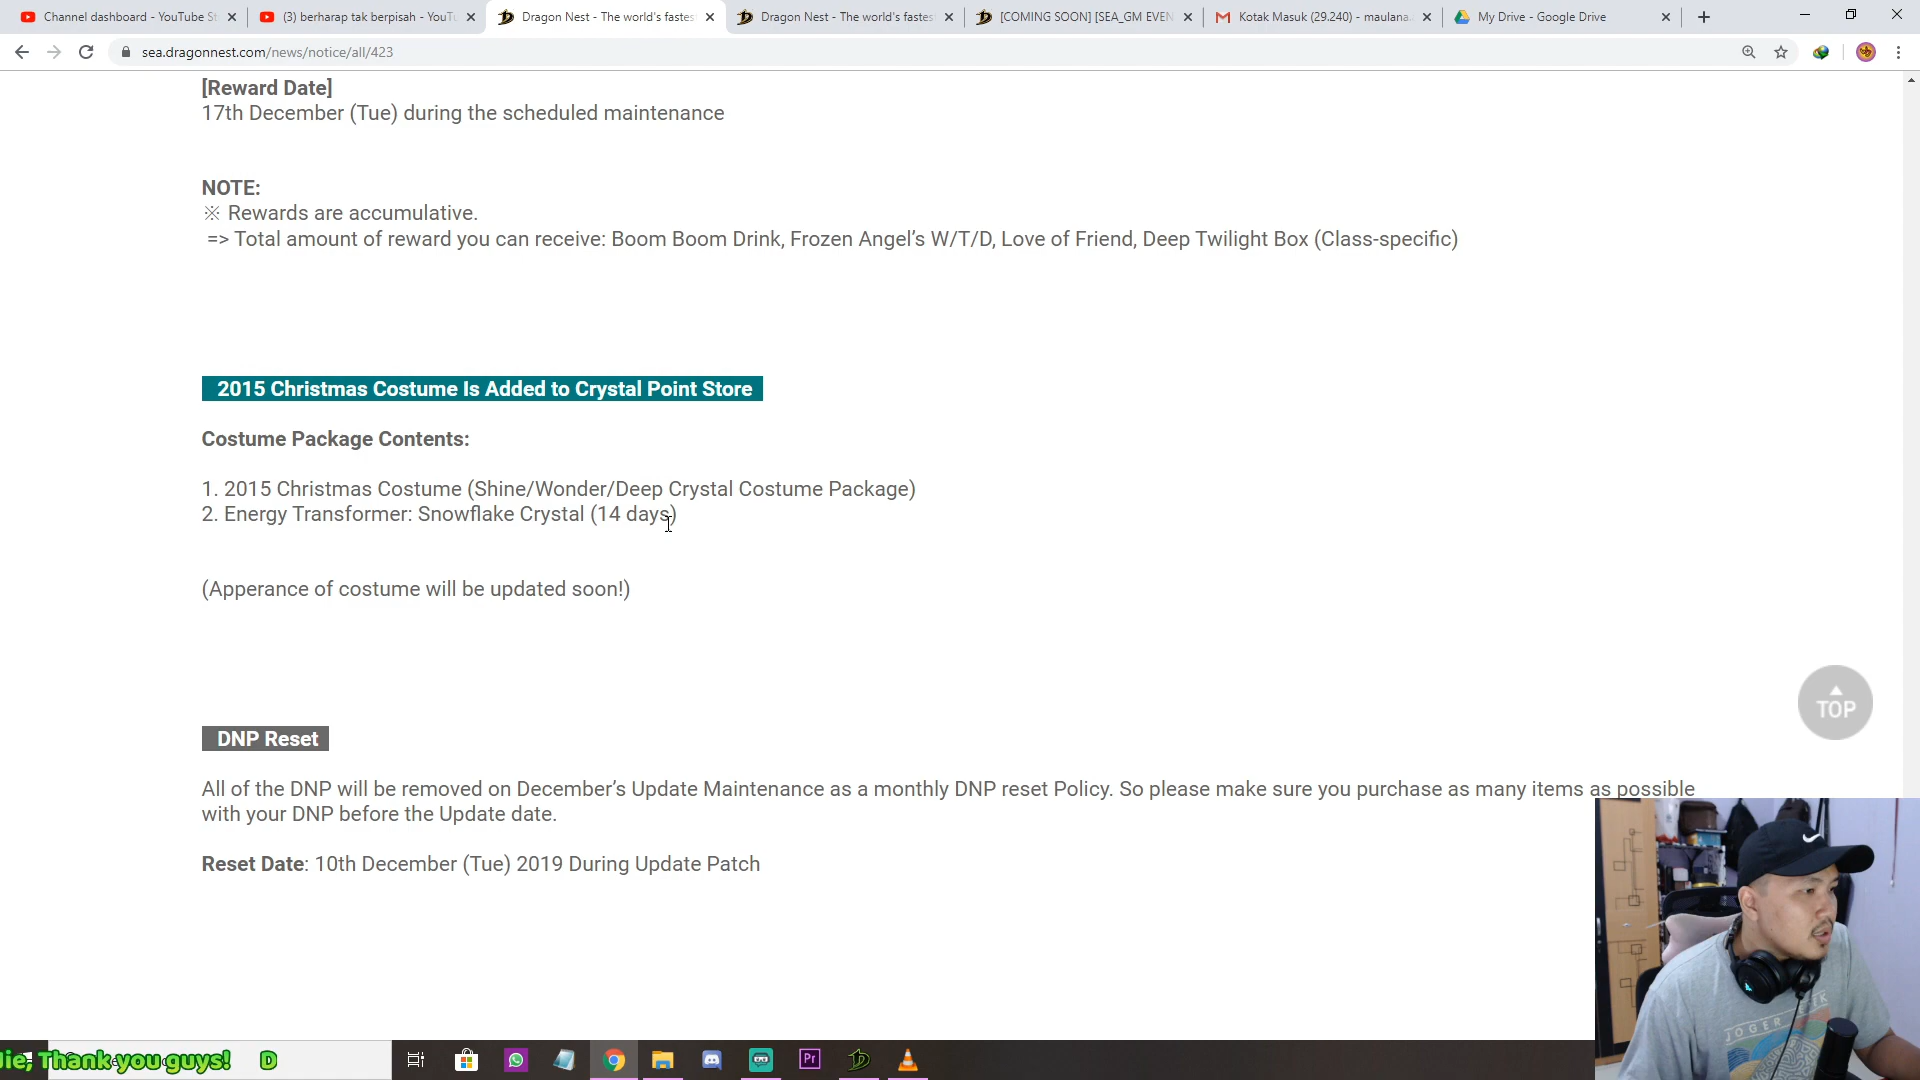 Channel dashboard - YouTube St
(3) berharap tak berpisah - YouTu
Dragon Nest - The world's fastes
Dragon Nest - The world's fastest
[COMING SOON] [SEA_GM EVEN
Kotak Masuk (29.240) - maulana.
My Drive - Google Drive
sea.dragonnest.com/news/notice/all/423
[Reward Date]
17th December (Tue) during the scheduled maintenance
NOTE:
※ Rewards are accumulative.
=> Total amount of reward you can receive: Boom Boom Drink, Frozen Angel’s W/T/D, Love of Friend, Deep Twilight Box (Class-specific)
2015 Christmas Costume Is Added to Crystal Point Store
Costume Package Contents:
1. 2015 Christmas Costume (Shine/Wonder/Deep Crystal Costume Package)
2. Energy Transformer: Snowflake Crystal (14 days)
(Apperance of costume will be updated soon!)
TOP
DNP Reset
All of the DNP will be removed on December’s Update Maintenance as a monthly DNP reset Policy. So please make sure you purchase as many items as possible
with your DNP before the Update date.
Reset Date: 10th December (Tue) 2019 During Update Patch
Thank you guys! D
Pr